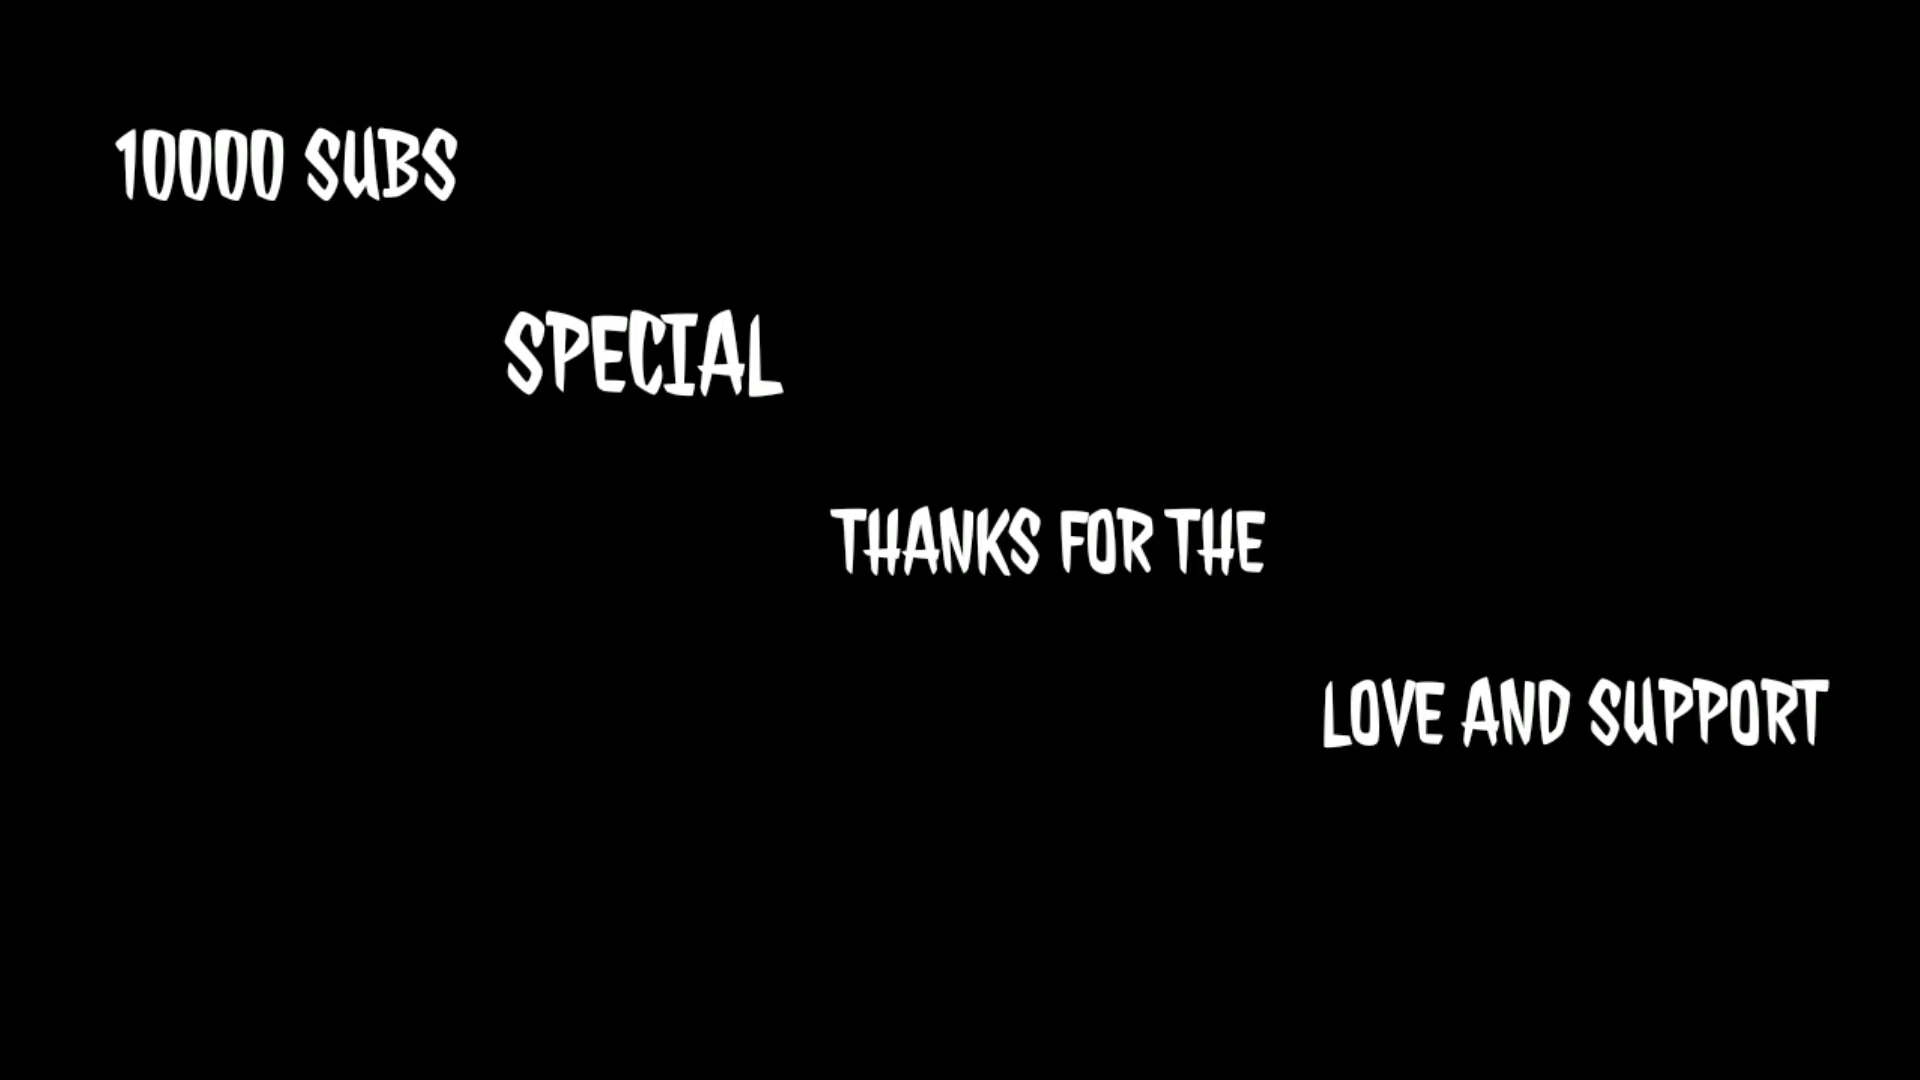 10000 SUBS
SPECIAL
THANKS FOR THE
LOVE AND SUPPORT